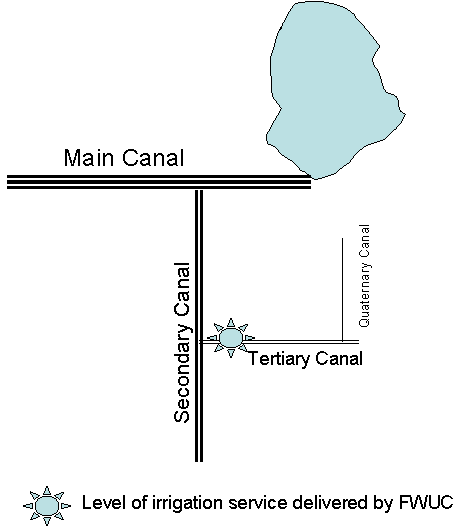 Main Canal
Quaternary Canal
Secondary Canal
Tertiary Canal
Level of irrigation service delivered by FWUC